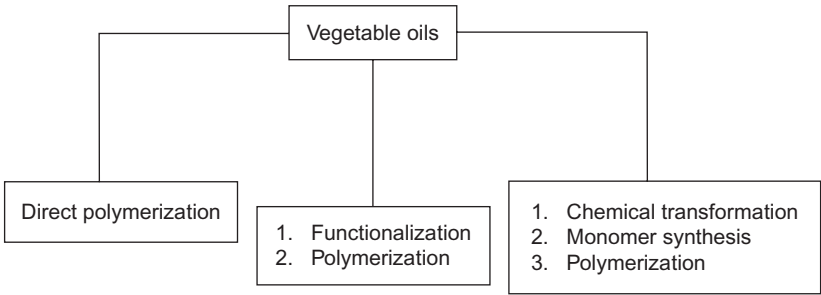 Vegetable oils
Direct polymerization
1. Functionalization
2. Polymerization
1. Chemical transformation
2. Monomer synthesis
3. Polymerization